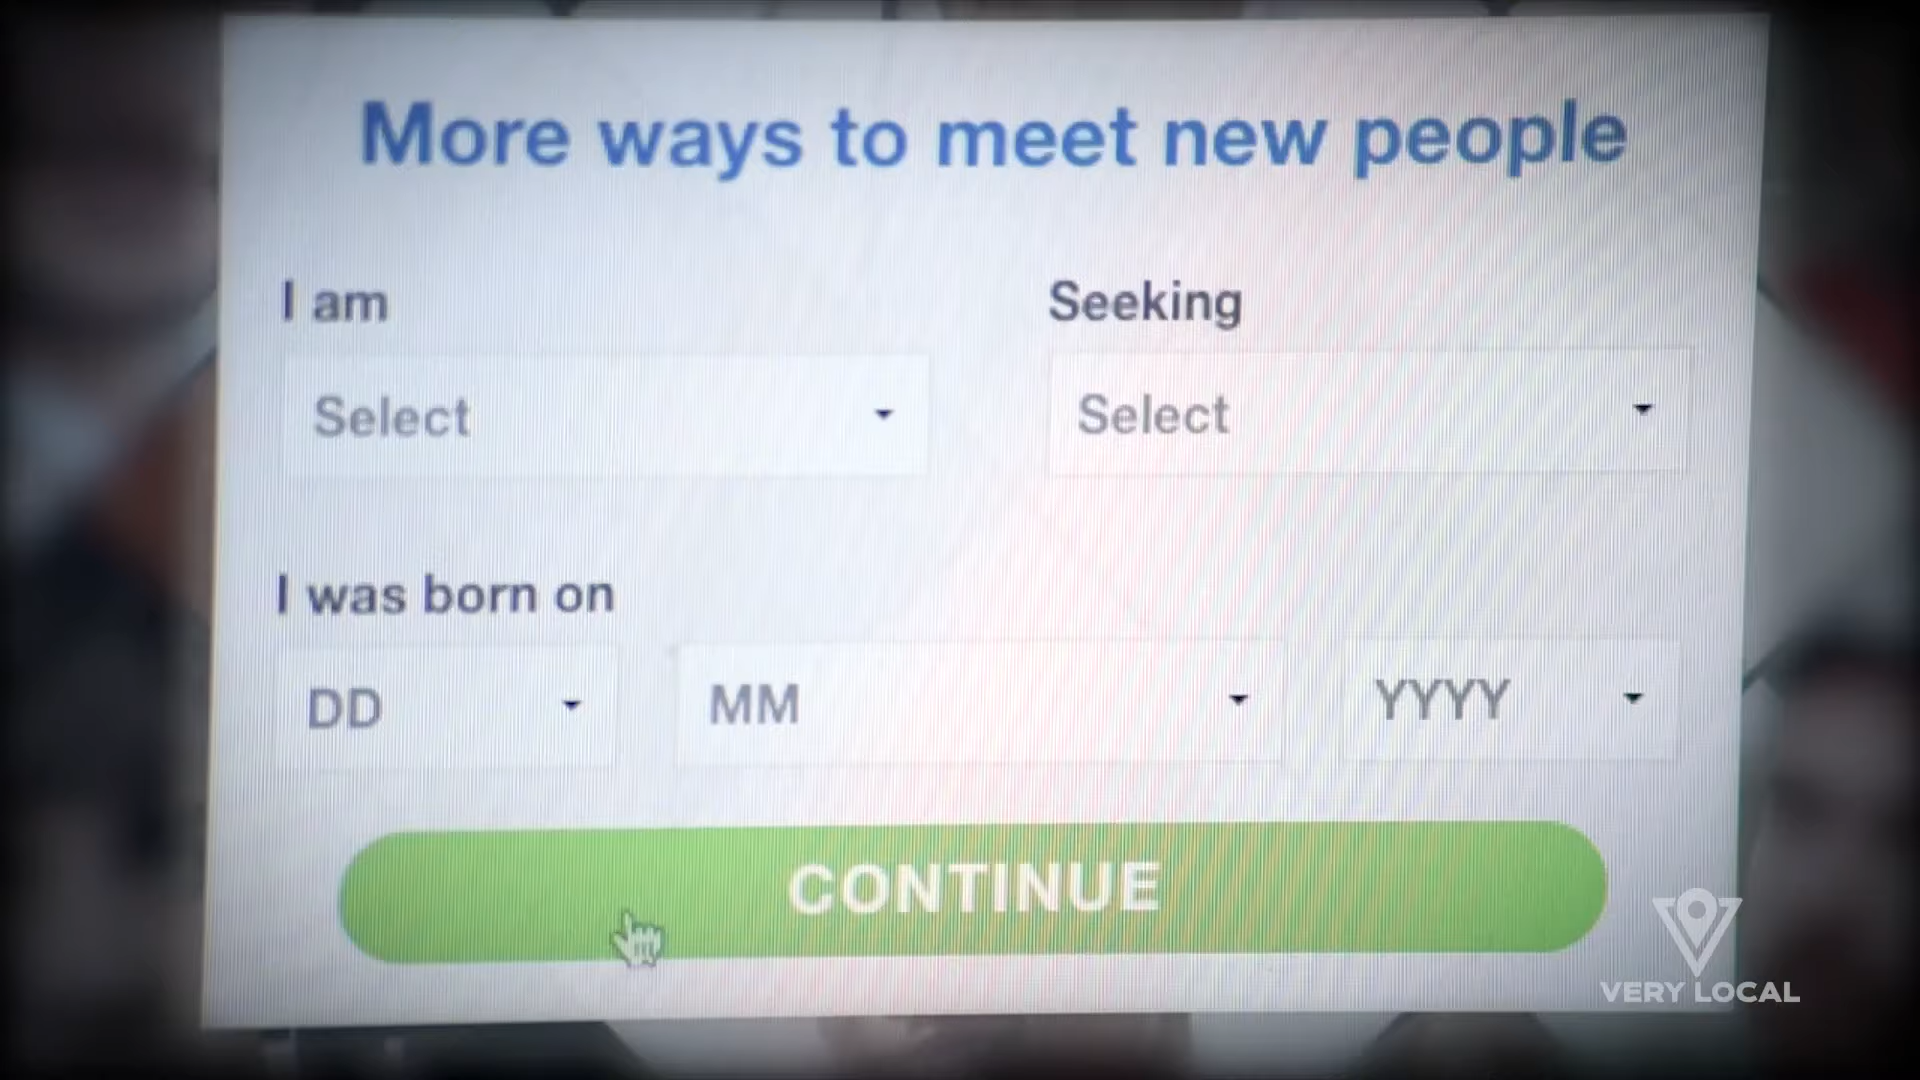 More ways to meet new people
I am
Seeking
Select
Select
I was born on
DD
MM
YYYY
CONTINUE
VERY LOCAL